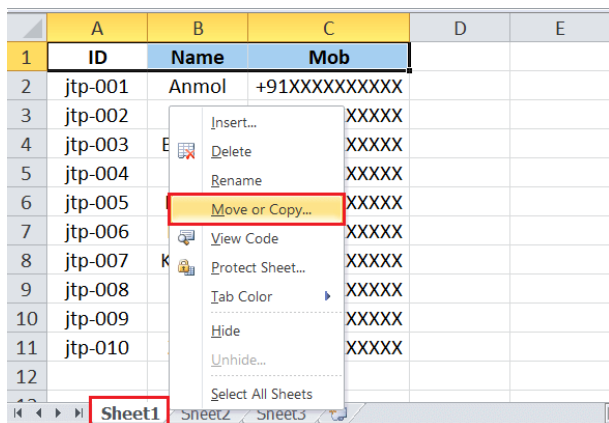 A B C D E
1 ID Name Mob
2 jtp-001 Anmol +91XXXXXXXXXX
3 jtp-002 XXXXX
4 jtp-003 E XXXXX
5 jtp-004 XXXXX
6 jtp-005 XXXXX
7 jtp-006 XXXXX
8 jtp-007 K XXXXX
9 jtp-008 XXXXX
10 jtp-009 XXXXX
11 jtp-010 XXXXX
12
Insert...
Delete
Rename
Move or Copy...
View Code
Protect Sheet...
Tab Color
Hide
Unhide...
Select All Sheets
Sheet1 Sheet2 Sheet3